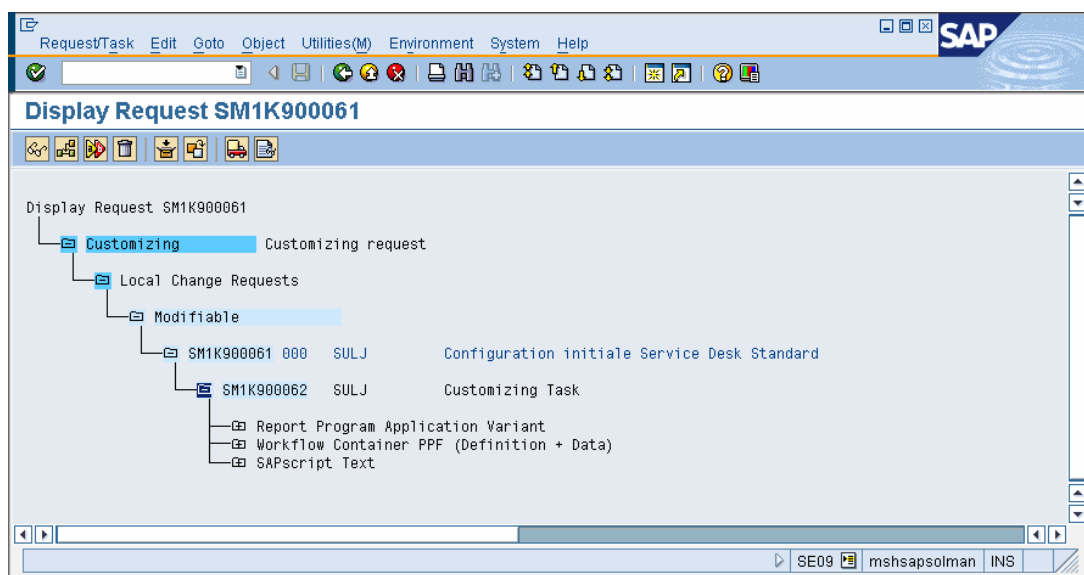 Request/Task Edit Goto Object Utilities(M) Environment System Help
SAP
Display Request SM1K900061
Display Request SM1K900061
Customizing Customizing request
Local Change Requests
Modifiable
SM1K900061 000 SULJ Configuration initiale Service Desk Standard
SM1K900062 SULJ Customizing Task
Report Program Application Variant
Workflow Container PPF (Definition + Data)
SAPscript Text
SE09 mshsapsolman INS